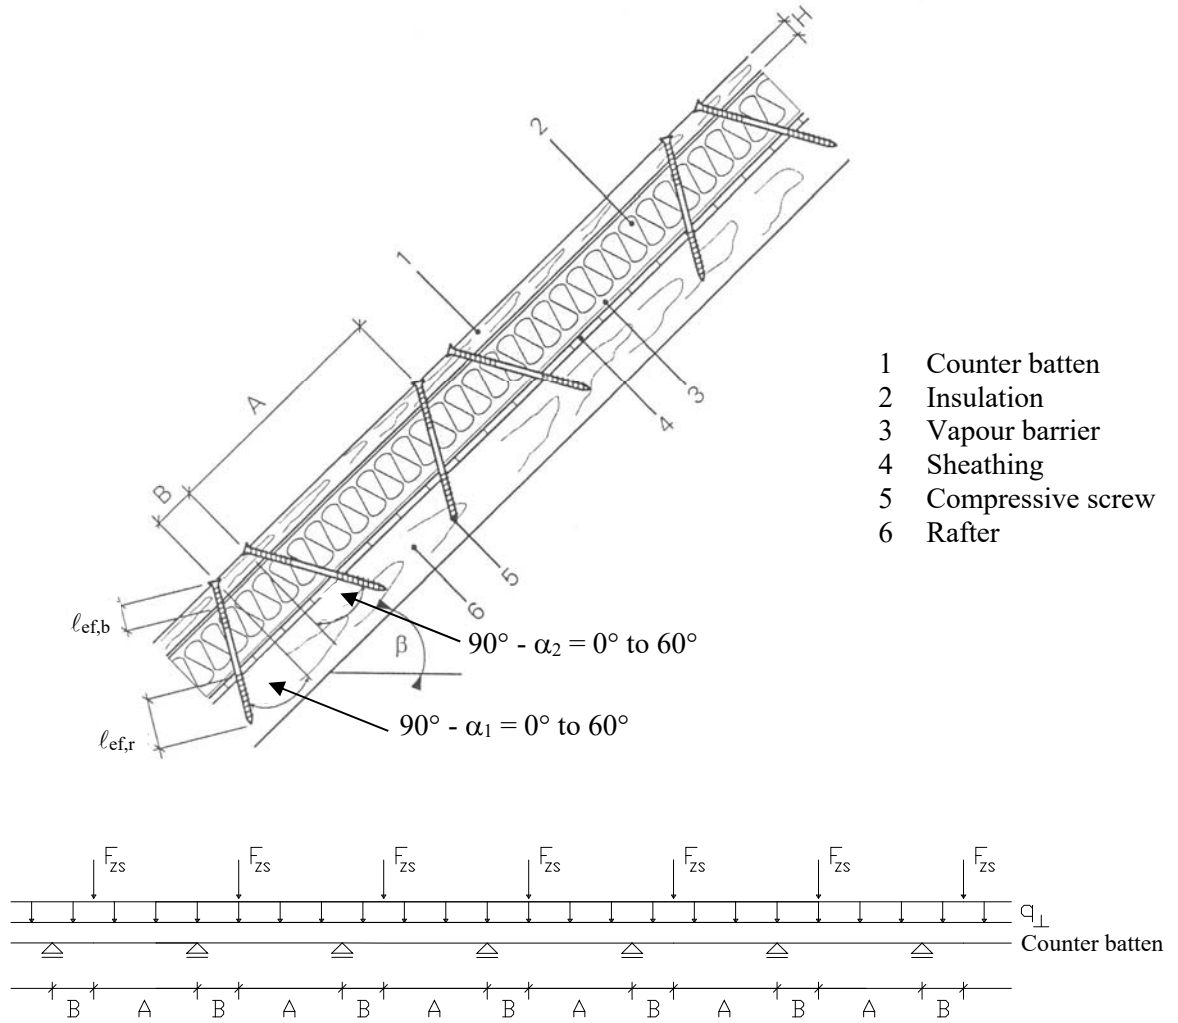 H
2
1
A
3
4
B
5
6
ℓef,b
β
90° - α2 = 0° to 60°
90° - α1 = 0° to 60°
ℓef,r
1 Counter batten
2 Insulation
3 Vapour barrier
4 Sheathing
5 Compressive screw
6 Rafter
Fzs Fzs Fzs Fzs Fzs Fzs Fzs
q⊥
Counter batten
B A B A B A B A B A B A B